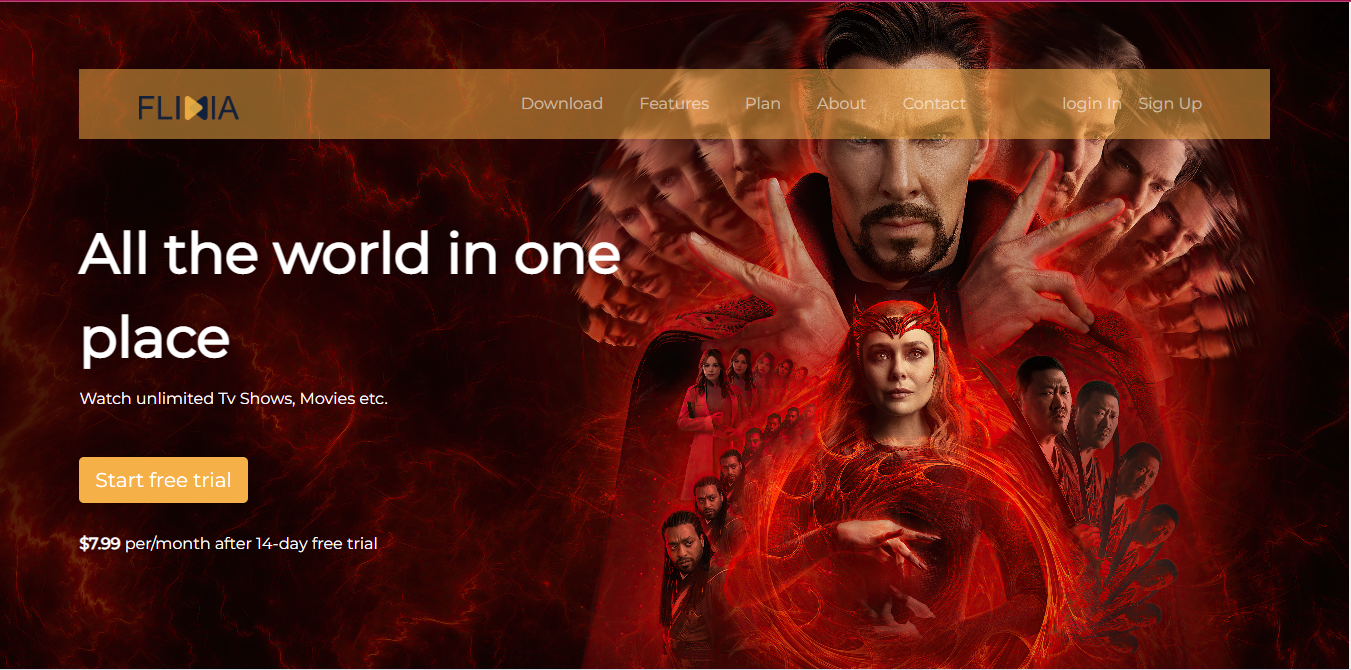 FLIXIA
Download Features Plan About Contact login In Sign Up
All the world in one
place
Watch unlimited Tv Shows, Movies etc.
Start free trial
$7.99 per/month after 14-day free trial